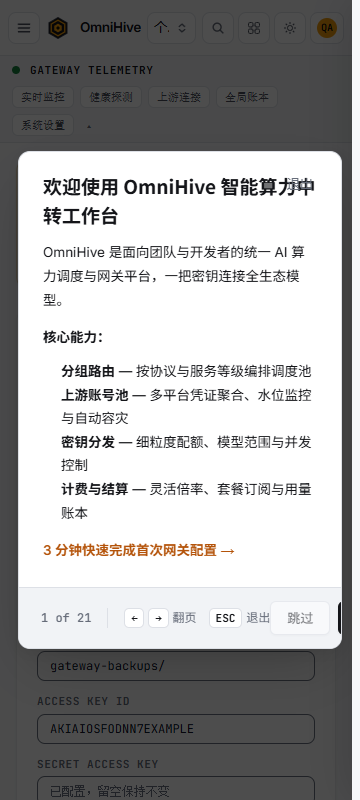 OmniHive
QA
GATEWAY TELEMETRY
实时监控
健康探测
上游连接
全局账本
系统设置
欢迎使用 OmniHive 智能算力中
转工作台
OmniHive 是面向团队与开发者的统一 AI 算
力调度与网关平台，一把密钥连接全生态模
型。
核心能力：
分组路由 — 按协议与服务等级编排调度池
上游账号池 — 多平台凭证聚合、水位监控
与自动容灾
密钥分发 — 细粒度配额、模型范围与并发
控制
计费与结算 — 灵活倍率、套餐订阅与用量
账本
3 分钟快速完成首次网关配置 →
1 of 21
← → 翻页
ESC 退出
跳过
gateway-backups/
ACCESS KEY ID
AKIAIOSFODNN7EXAMPLE
SECRET ACCESS KEY
已配置，留空保持不变